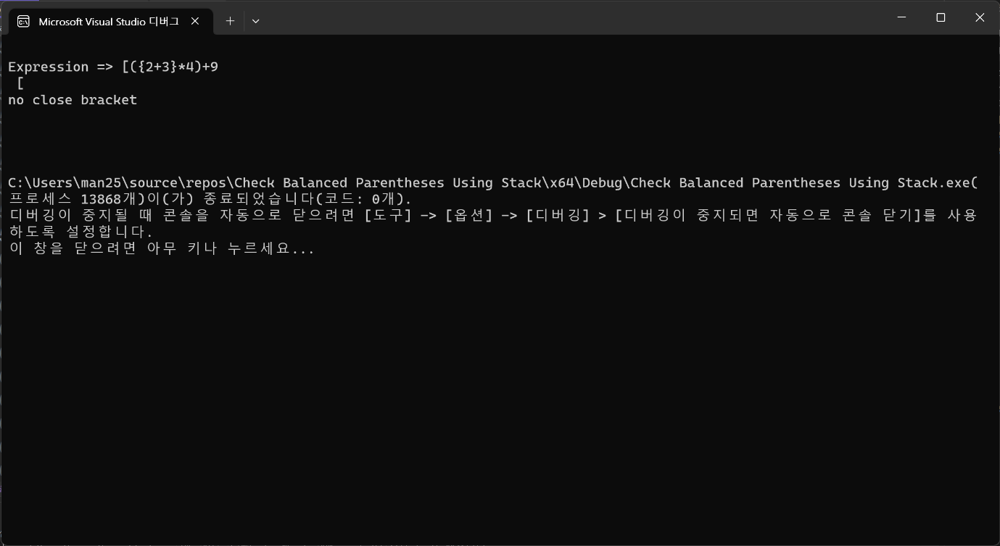 Microsoft Visual Studio 디버그
Expression => [({2+3}*4)+9
[
no close bracket
C:\Users\man25\source\repos\Check Balanced Parentheses Using Stack\x64\Debug\Check Balanced Parentheses Using Stack.exe(
프로세스 13868개)이(가) 종료되었습니다(코드: 0개).
디버깅이 중지될 때 콘솔을 자동으로 닫으려면 [도구] -> [옵션] -> [디버깅] > [디버깅이 중지되면 자동으로 콘솔 닫기]를 사용
하도록 설정합니다.
이 창을 닫으려면 아무 키나 누르세요...